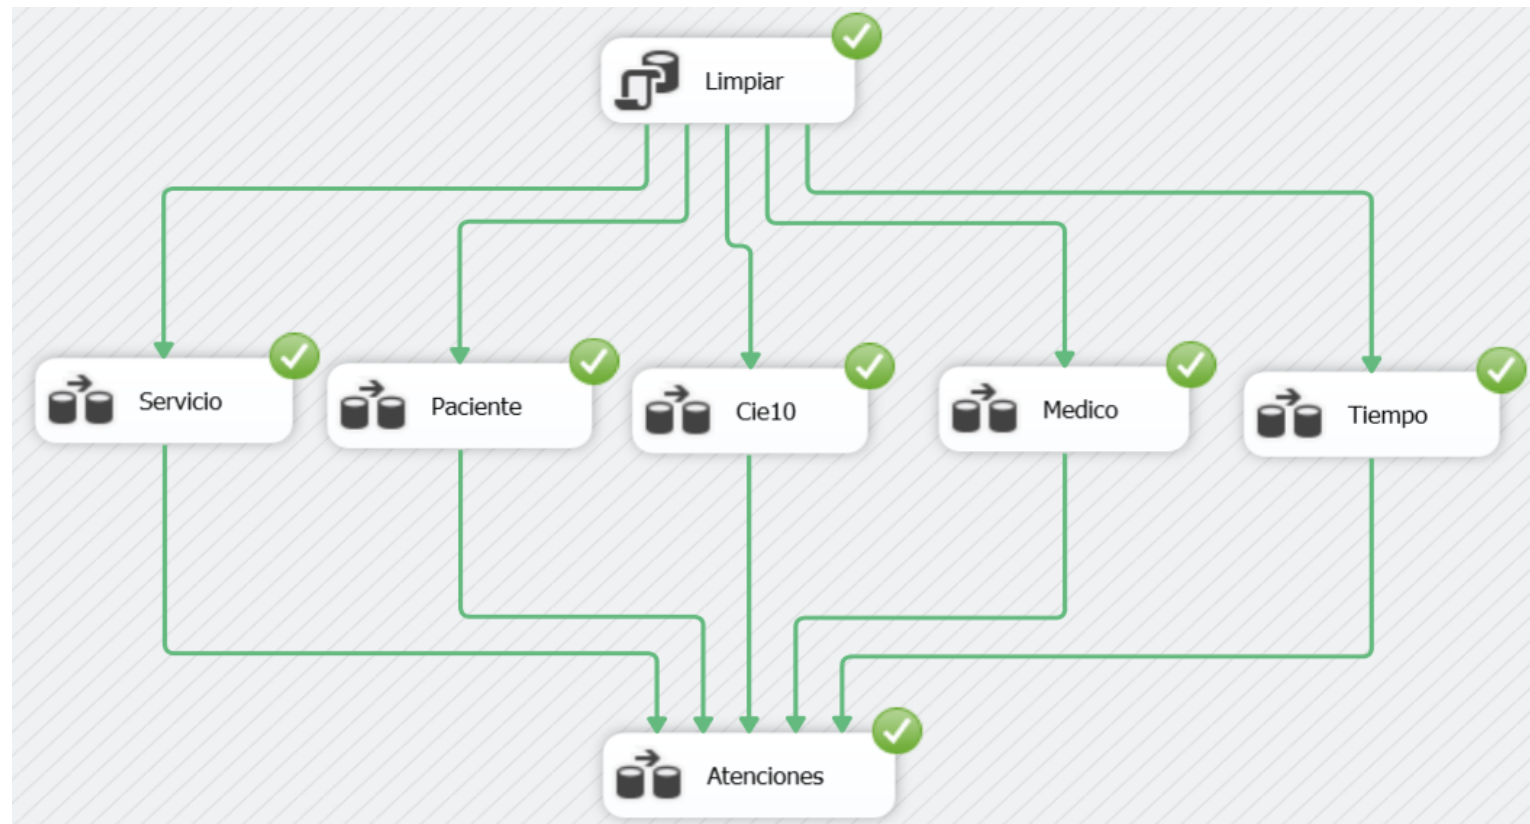 Limpiar
Servicio
Paciente
Cie10
Medico
Tiempo
Atenciones